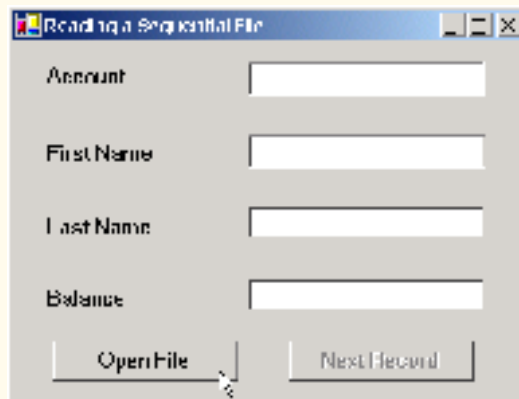 Reading a Sequential File
Account
First Name
Last Name
Balance
Open File
Next Record